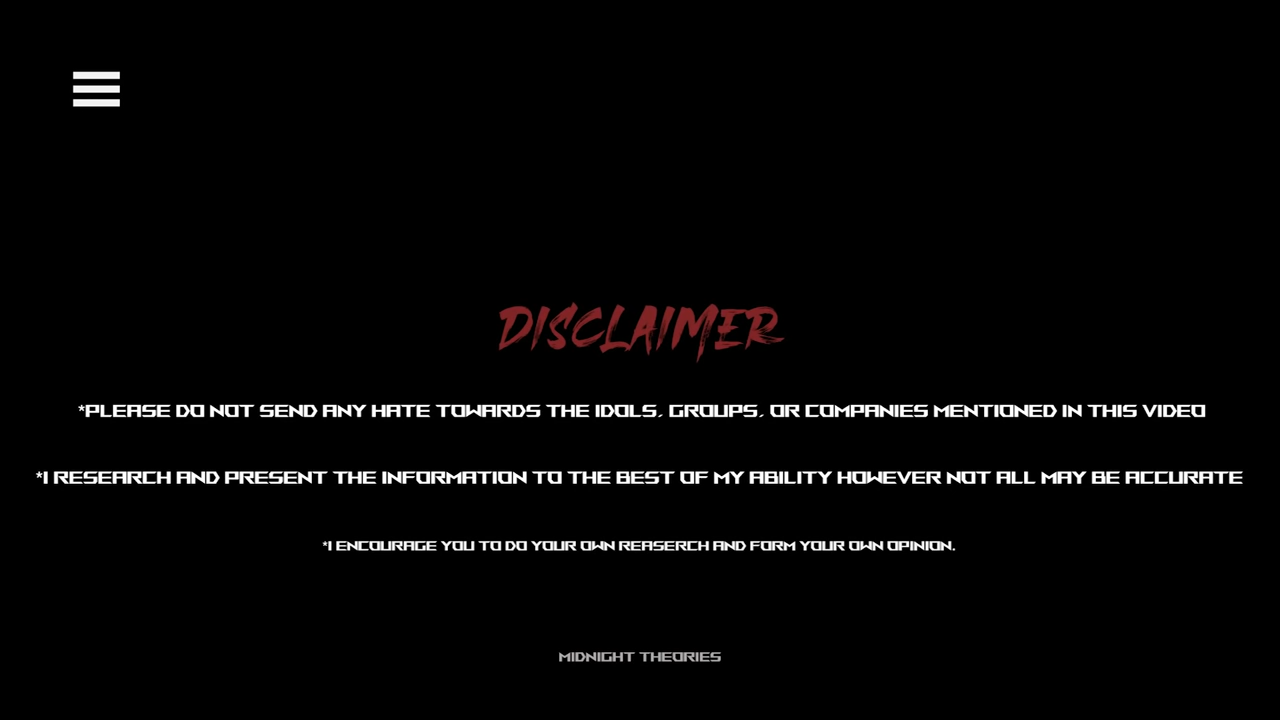 DISCLAIMER
*PLEASE DO NOT SEND ANY HATE TOWARDS THE IDOLS, GROUPS, OR COMPANIES MENTIONED IN THIS VIDEO
*I RESEARCH AND PRESENT THE INFORMATION TO THE BEST OF MY ABILITY HOWEVER NOT ALL MAY BE ACCURATE
*I ENCOURAGE YOU TO DO YOUR OWN REASERCH AND FORM YOUR OWN OPINION.
MIDNIGHT THEORIES